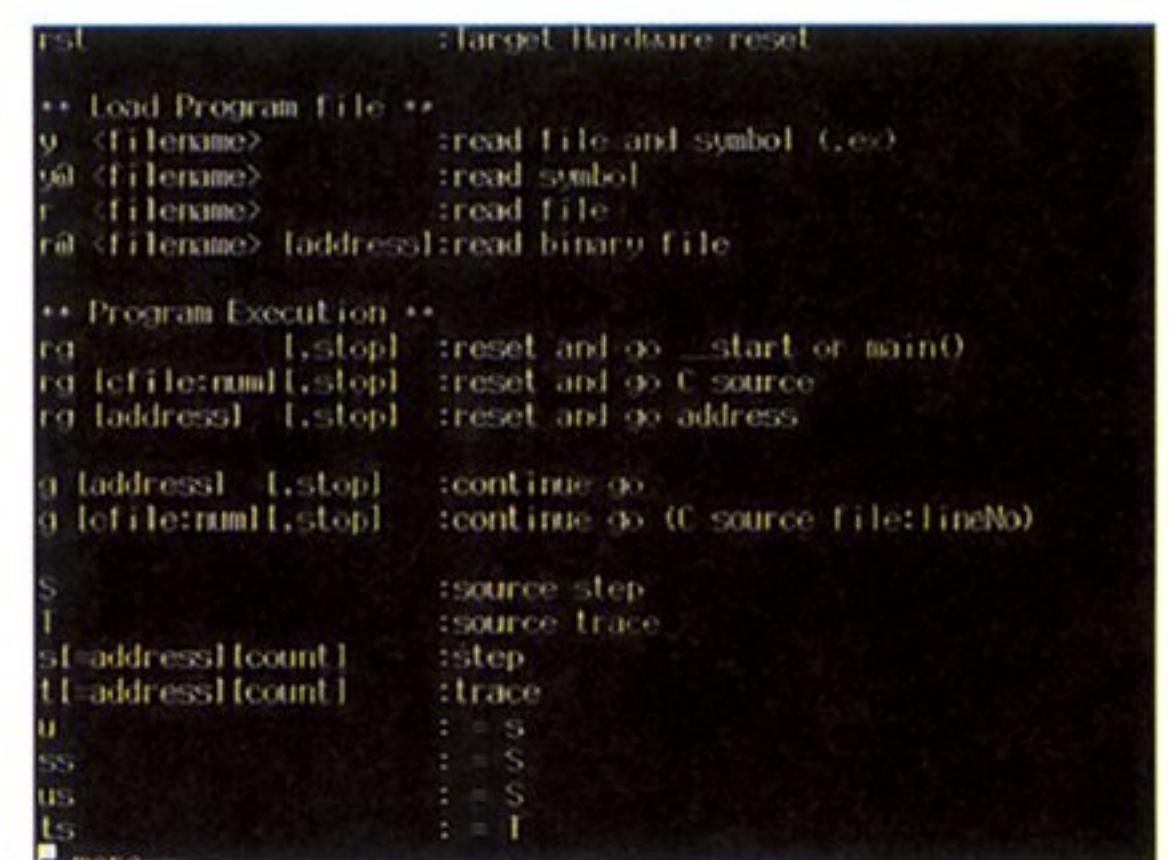 rst :Target Hardware reset
** Load Program file **
y <filename> :read file and symbol (.ex)
y@ <filename> :read symbol
r <filename> :read file
r@ <filename> [address]:read binary file
** Program Execution **
rg [,stop] :reset and go __start or main()
rg [cfile:num][,stop] :reset and go C source
rg [address] [,stop] :reset and go address
g [address] [,stop] :continue go
g [cfile:num][,stop] :continue go (C source file:lineNo)
S :source step
T :source trace
s[=address][count] :step
t[=address][count] :trace
u : = s
ss : = S
us : = S
ts : = T
more